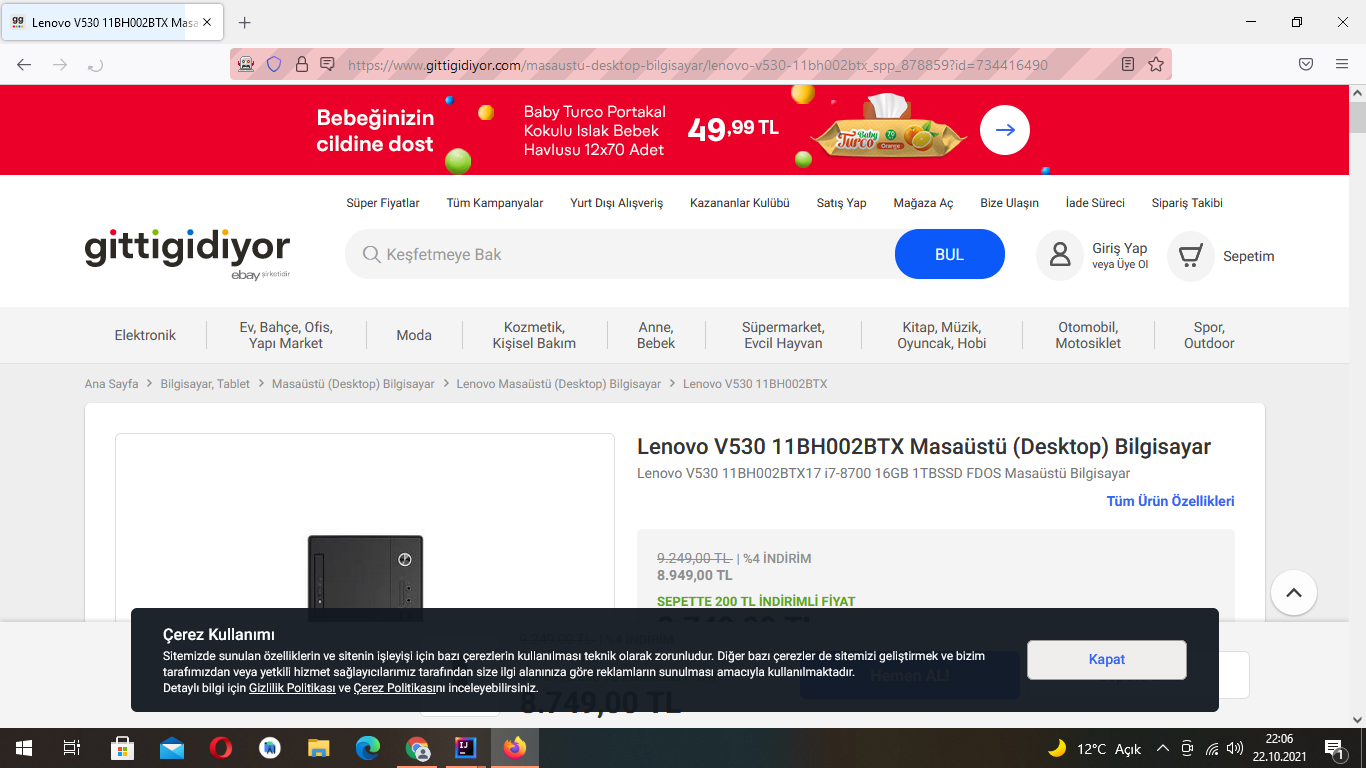 Lenovo V530 11BH002BTX Mas
https://www.gittigidiyor.com/masaustu-desktop-bilgisayar/lenovo-v530-11bh002btx_spp_878859?id=734416490
Bebeğinizin
cildine dost
Baby Turco Portakal
Kokulu Islak Bebek
Havlusu 12x70 Adet
49,99 TL
Baby
Turco
70
Orange
Süper Fiyatlar
Tüm Kampanyalar
Yurt Dışı Alışveriş
Kazananlar Kulübü
Satış Yap
Mağaza Aç
Bize Ulaşın
İade Süreci
Sipariş Takibi
gittigidiyor
ebay şirketidir
Keşfetmeye Bak
BUL
Giriş Yap
veya Üye Ol
Sepetim
Elektronik
Ev, Bahçe, Ofis,
Yapı Market
Moda
Kozmetik,
Kişisel Bakım
Anne,
Bebek
Süpermarket,
Evcil Hayvan
Kitap, Müzik,
Oyuncak, Hobi
Otomobil,
Motosiklet
Spor,
Outdoor
Ana Sayfa > Bilgisayar, Tablet > Masaüstü (Desktop) Bilgisayar > Lenovo Masaüstü (Desktop) Bilgisayar > Lenovo V530 11BH002BTX
Lenovo V530 11BH002BTX Masaüstü (Desktop) Bilgisayar
Lenovo V530 11BH002BTX17 i7-8700 16GB 1TBSSD FDOS Masaüstü Bilgisayar
Tüm Ürün Özellikleri
9.249,00 TL | %4 İNDİRİM
8.949,00 TL
SEPETTE 200 TL İNDİRİMLİ FİYAT
Çerez Kullanımı
Sitemizde sunulan özelliklerin ve sitenin işleyişi için bazı çerezlerin kullanılması teknik olarak zorunludur. Diğer bazı çerezler de sitemizi geliştirmek ve bizim
tarafımızdan veya yetkili hizmet sağlayıcılarımız tarafından size ilgi alanınıza göre reklamların sunulması amacıyla kullanılmaktadır.
Detaylı bilgi için Gizlilik Politikası ve Çerez Politikasını inceleyebilirsiniz.
Kapat
Hemen AL!
8.749,00 TL
12°C Açık
22:06
22.10.2021
1